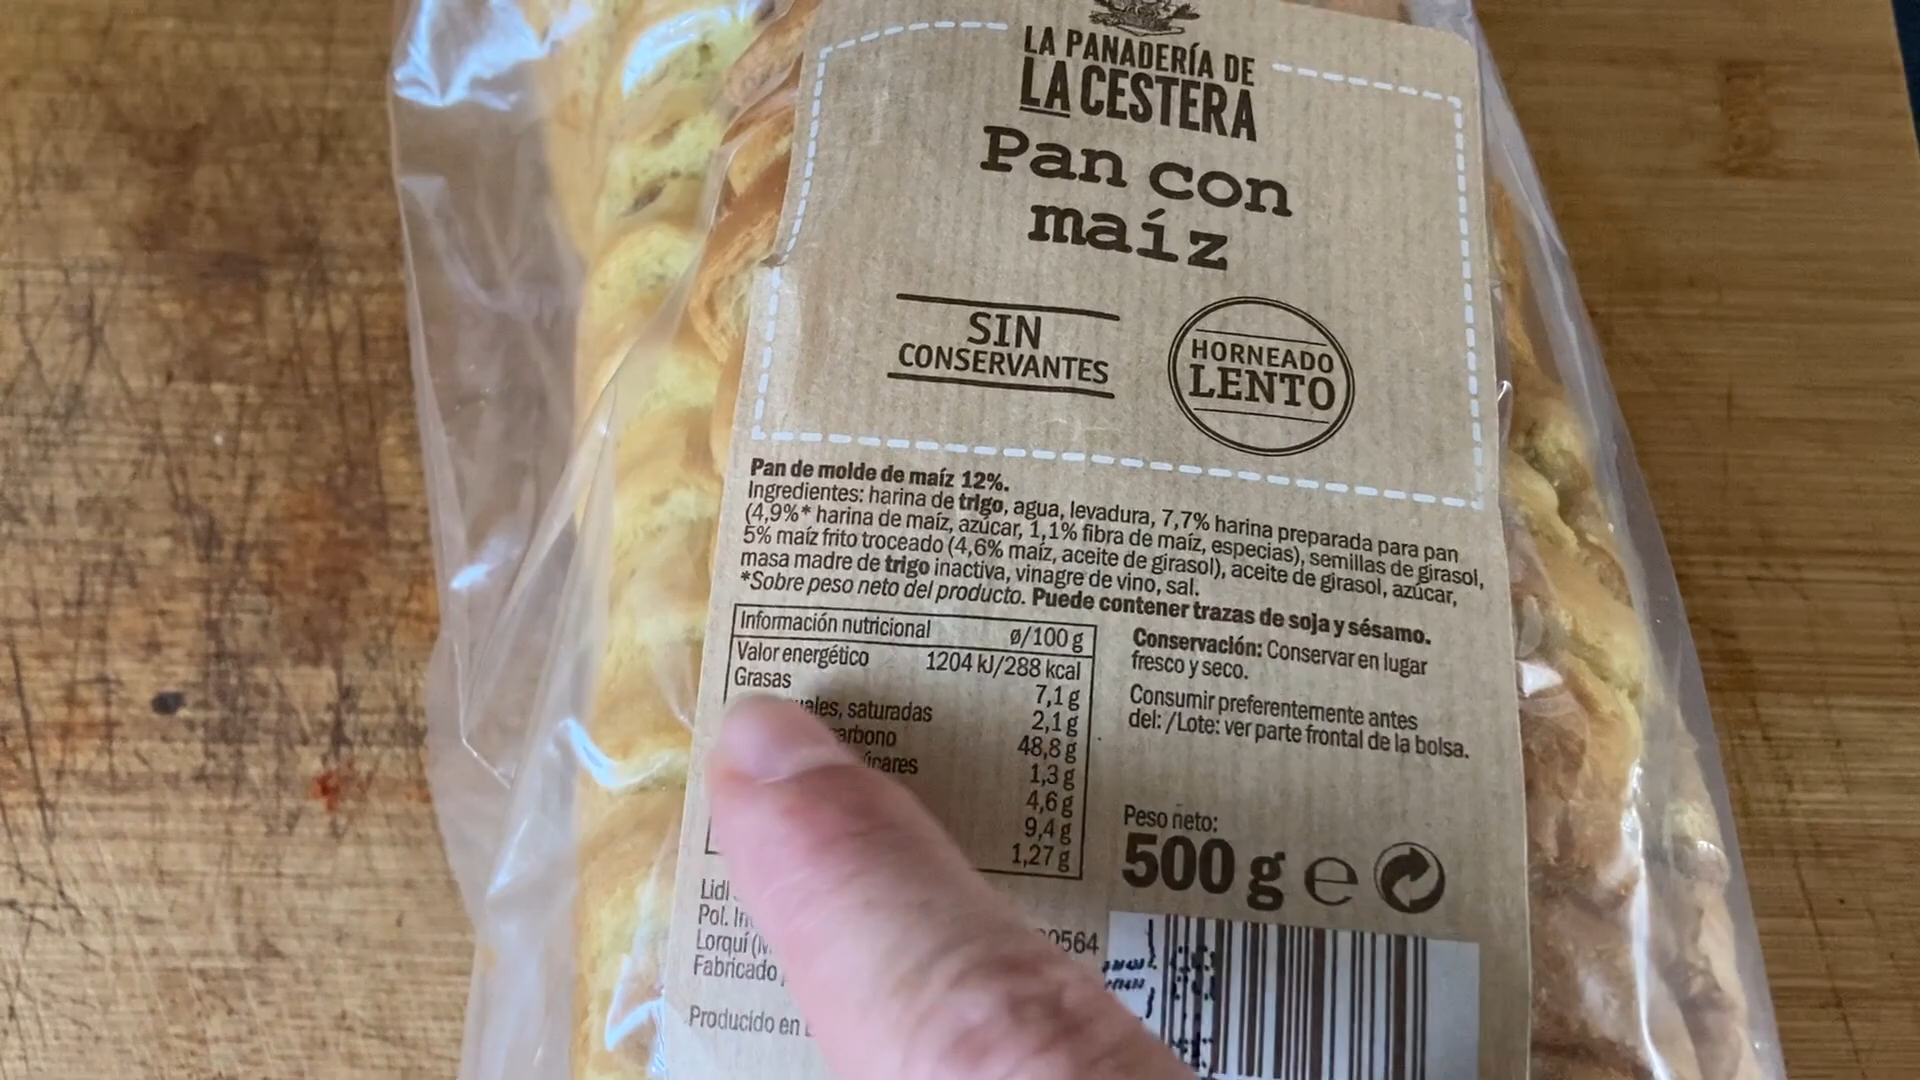 LA PANADERÍA DE
LA CESTERA
Pan con
maíz
SIN
CONSERVANTES
HORNEADO
LENTO
Pan de molde de maíz 12%.
Ingredientes: harina de trigo, agua, levadura, 7,7% harina preparada para pan
(4,9%* harina de maíz, azúcar, 1,1% fibra de maíz, especias), semillas de girasol,
5% maíz frito troceado (4,6% maíz, aceite de girasol), aceite de girasol, azúcar,
masa madre de trigo inactiva, vinagre de vino, sal.
*Sobre peso neto del producto. Puede contener trazas de soja y sésamo.
Información nutricional ø/100 g
Valor energético 1204 kJ/288 kcal
Grasas 7,1 g
saturadas 2,1 g
48,8 g
1,3 g
4,6 g
9,4 g
1,27 g
Conservación: Conservar en lugar
fresco y seco.
Consumir preferentemente antes
del: /Lote: ver parte frontal de la bolsa.
Peso neto:
500 g e
Lidl
Pol.
Lorquí
Fabricado
Producido en